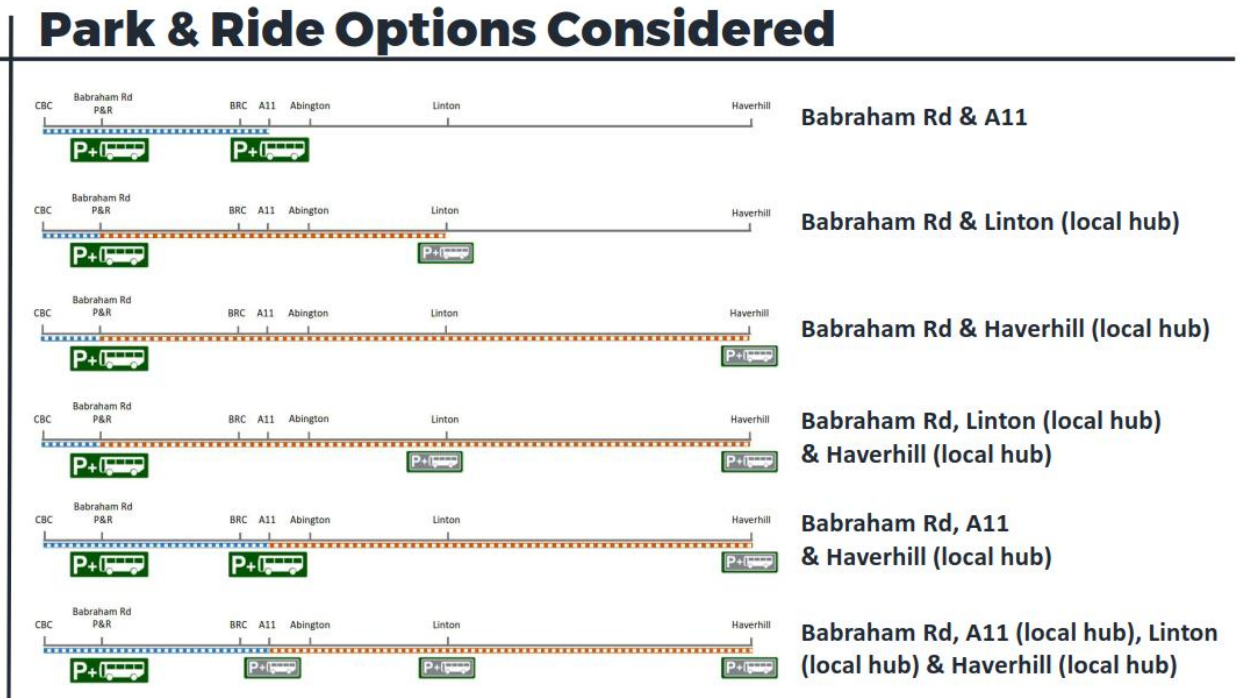 Park & Ride Options Considered
CBC Babraham Rd P&R BRC A11 Abington Linton Haverhill
P+ P+
Babraham Rd & A11
CBC Babraham Rd P&R BRC A11 Abington Linton Haverhill
P+ P+
Babraham Rd & Linton (local hub)
CBC Babraham Rd P&R BRC A11 Abington Linton Haverhill
P+ P+
Babraham Rd & Haverhill (local hub)
CBC Babraham Rd P&R BRC A11 Abington Linton Haverhill
P+ P+ P+
Babraham Rd, Linton (local hub)
& Haverhill (local hub)
CBC Babraham Rd P&R BRC A11 Abington Linton Haverhill
P+ P+ P+
Babraham Rd, A11
& Haverhill (local hub)
CBC Babraham Rd P&R BRC A11 Abington Linton Haverhill
P+ P+ P+ P+
Babraham Rd, A11 (local hub), Linton
(local hub) & Haverhill (local hub)